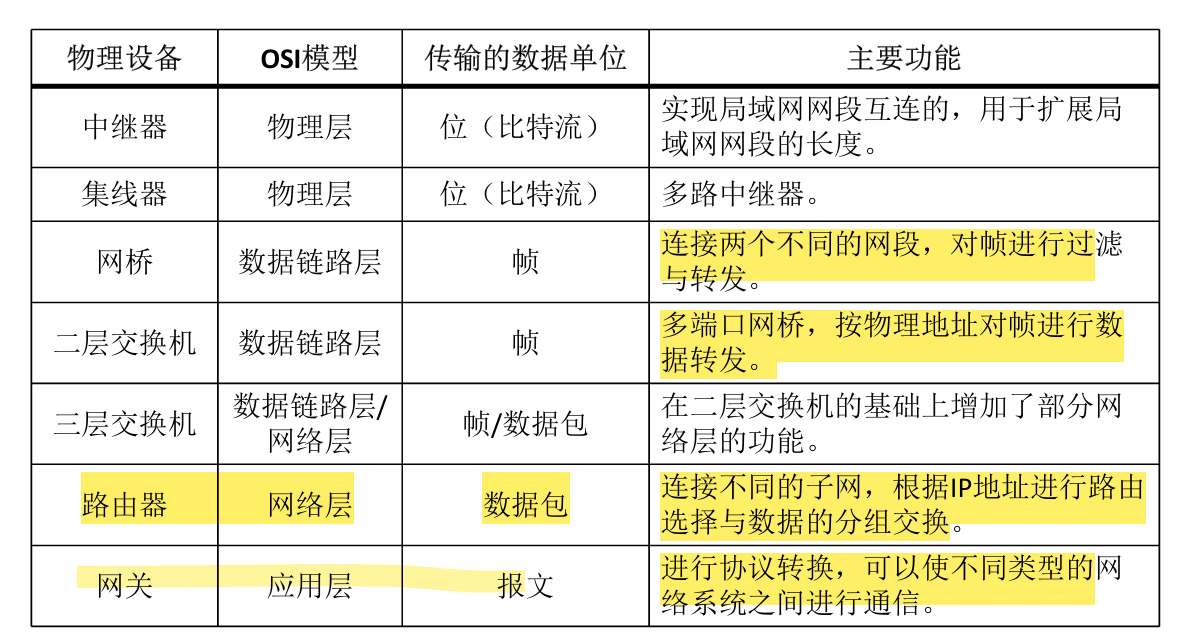 物理设备 OSI模型 传输的数据单位 主要功能
中继器 物理层 位（比特流） 实现局域网网段互连的，用于扩展局
域网网段的长度。
集线器 物理层 位（比特流） 多路中继器。
网桥 数据链路层 帧 连接两个不同的网段，对帧进行过滤
与转发。
二层交换机 数据链路层 帧 多端口网桥，按物理地址对帧进行数
据转发。
三层交换机 数据链路层/
网络层 帧/数据包 在二层交换机的基础上增加了部分网
络层的功能。
路由器 网络层 数据包 连接不同的子网，根据IP地址进行路由
选择与数据的分组交换。
网关 应用层 报文 进行协议转换，可以使不同类型的网
络系统之间进行通信。